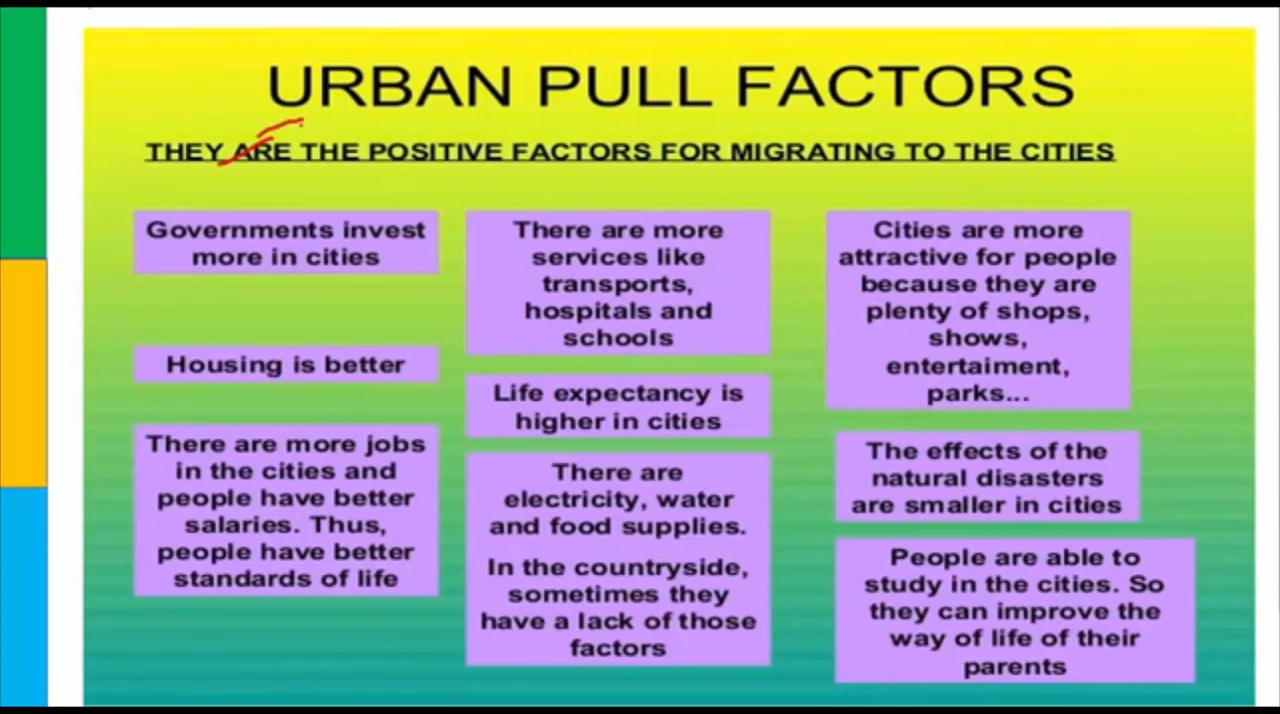 URBAN PULL FACTORS
THEY ARE THE POSITIVE FACTORS FOR MIGRATING TO THE CITIES
Governments invest
more in cities
Housing is better
There are more jobs
in the cities and
people have better
salaries. Thus,
people have better
standards of life
There are more
services like
transports,
hospitals and
schools
Life expectancy is
higher in cities
There are
electricity, water
and food supplies.
In the countryside,
sometimes they
have a lack of those
factors
Cities are more
attractive for people
because they are
plenty of shops,
shows,
entertaiment,
parks...
The effects of the
natural disasters
are smaller in cities
People are able to
study in the cities. So
they can improve the
way of life of their
parents